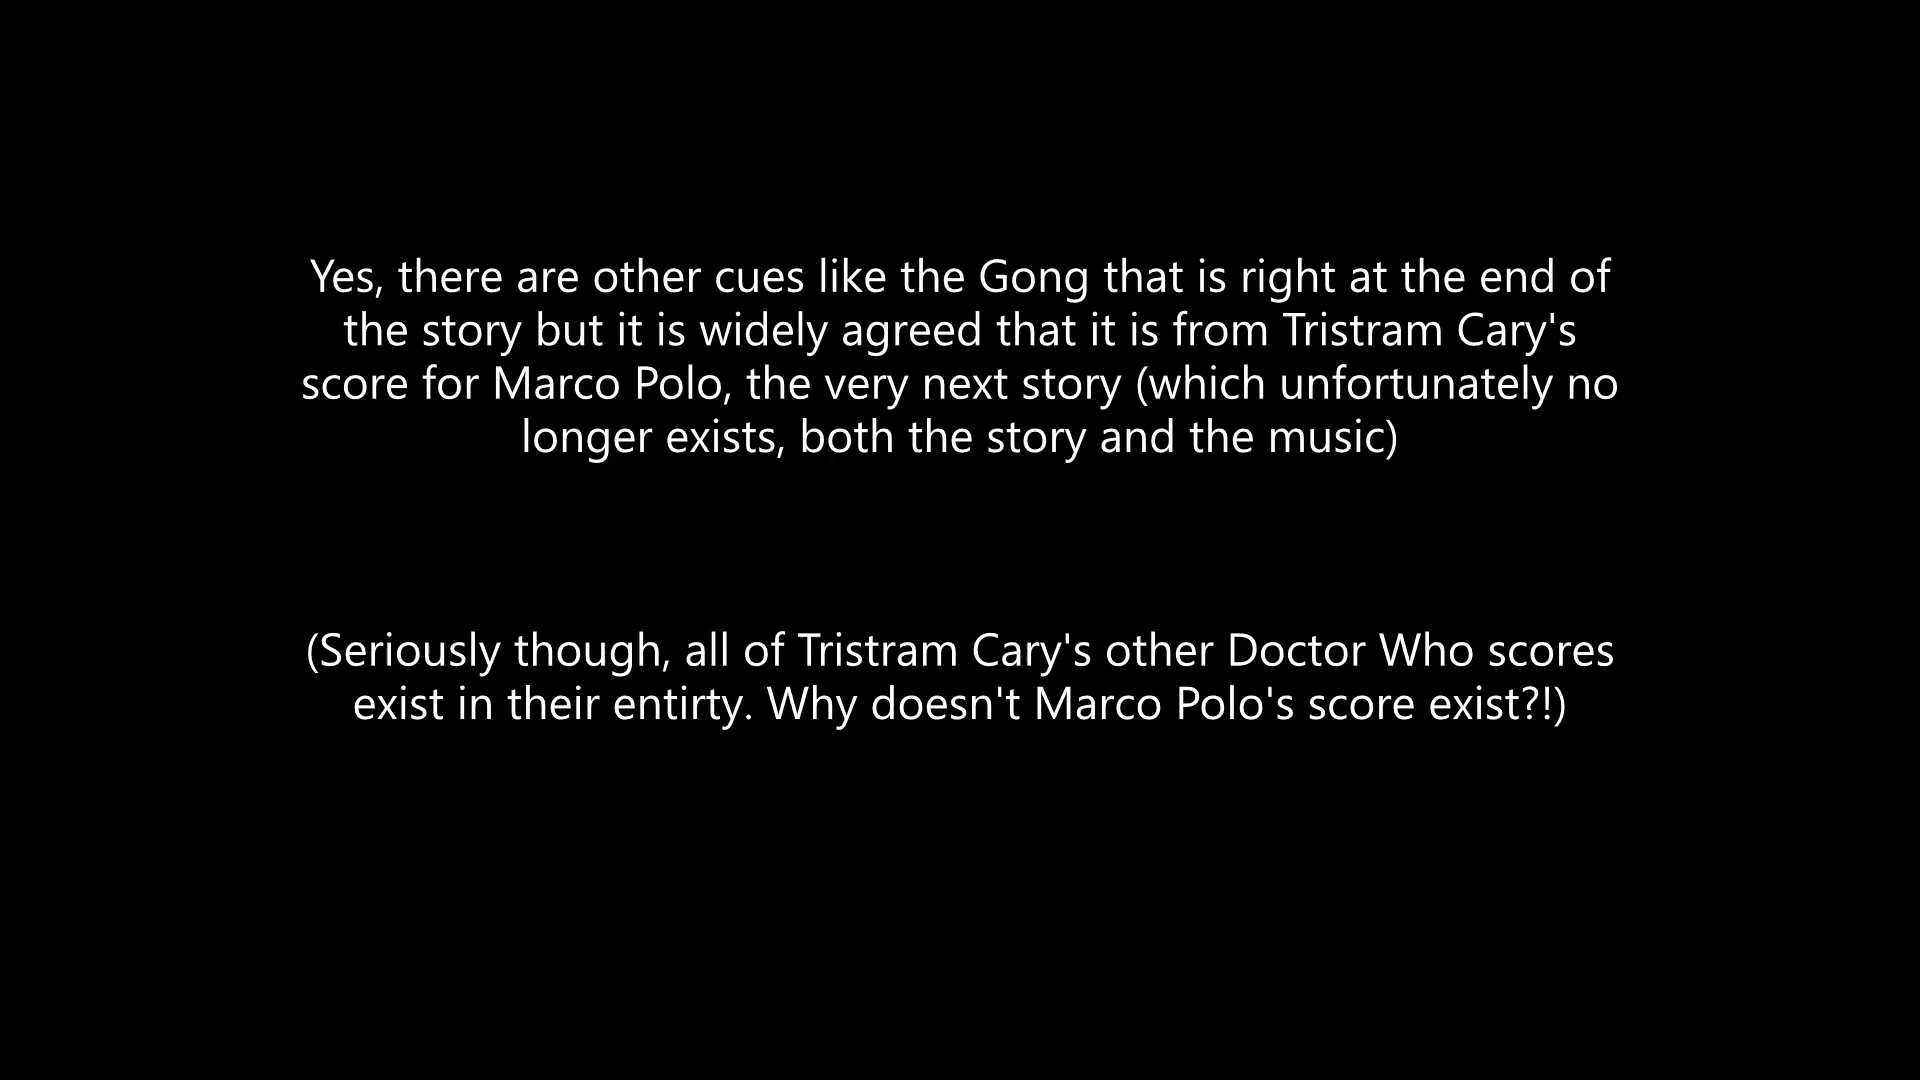 Yes, there are other cues like the Gong that is right at the end of
the story but it is widely agreed that it is from Tristram Cary's
score for Marco Polo, the very next story (which unfortunately no
longer exists, both the story and the music)
(Seriously though, all of Tristram Cary's other Doctor Who scores
exist in their entirty. Why doesn't Marco Polo's score exist?!)